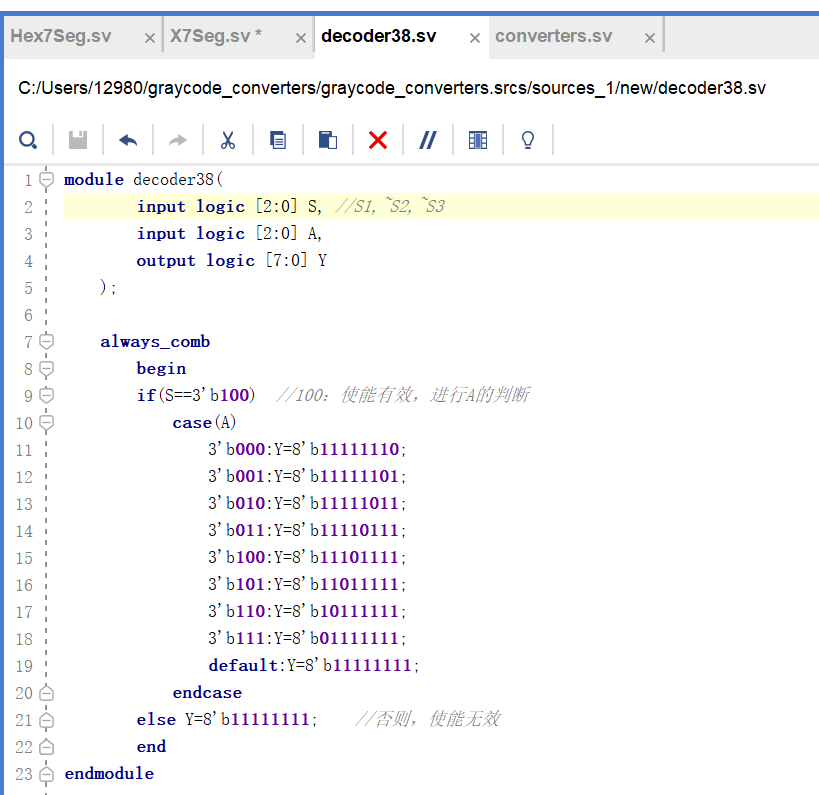 Hex7Seg.sv × X7Seg.sv * × decoder38.sv × converters.sv ×
C:/Users/12980/graycode_converters/graycode_converters.srcs/sources_1/new/decoder38.sv
1 module decoder38(
2 input logic [2:0] S, //S1,~S2,~S3
3 input logic [2:0] A,
4 output logic [7:0] Y
5 );
6
7 always_comb
8 begin
9 if(S==3'b100) //100：使能有效，进行A的判断
10 case(A)
11 3'b000:Y=8'b11111110;
12 3'b001:Y=8'b11111101;
13 3'b010:Y=8'b11111011;
14 3'b011:Y=8'b11110111;
15 3'b100:Y=8'b11101111;
16 3'b101:Y=8'b11011111;
17 3'b110:Y=8'b10111111;
18 3'b111:Y=8'b01111111;
19 default:Y=8'b11111111;
20 endcase
21 else Y=8'b11111111; //否则，使能无效
22 end
23 endmodule